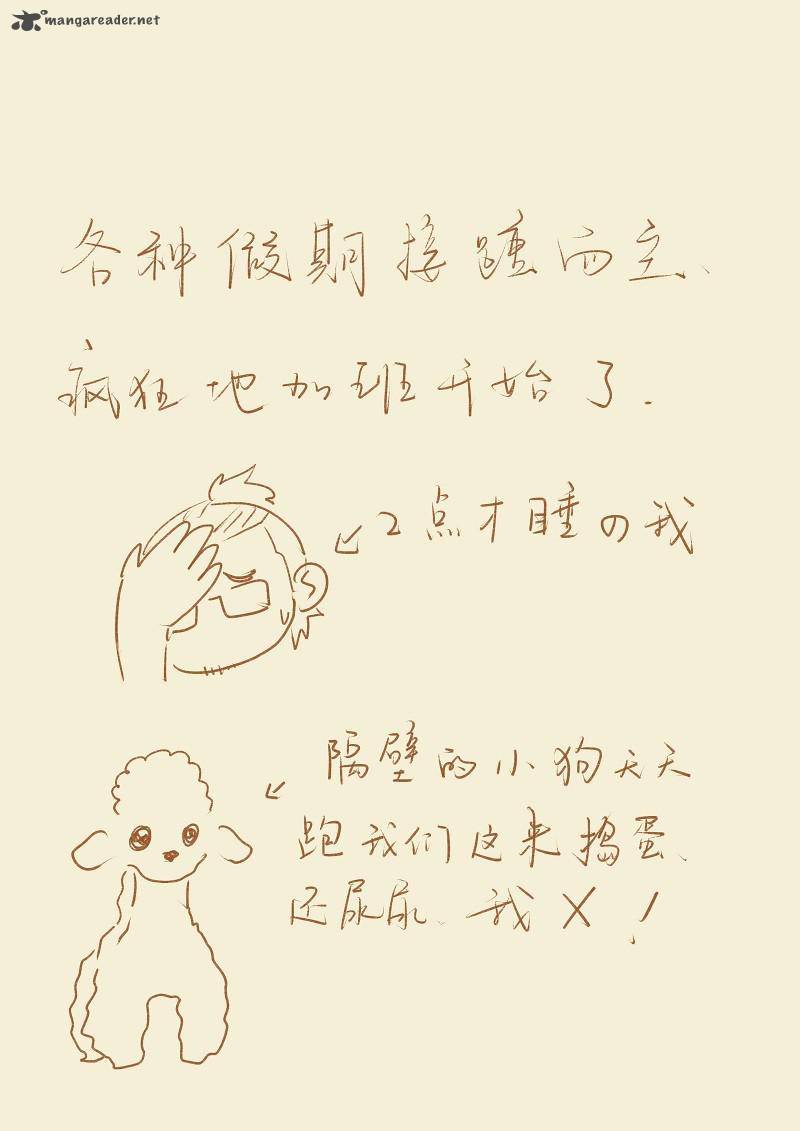 mangareader.net
各种假期接踵而至、
疯狂地加班开始了.
2点才睡の我
隔壁的小狗天天
跑我们这来捣蛋、
还尿尿、我X!